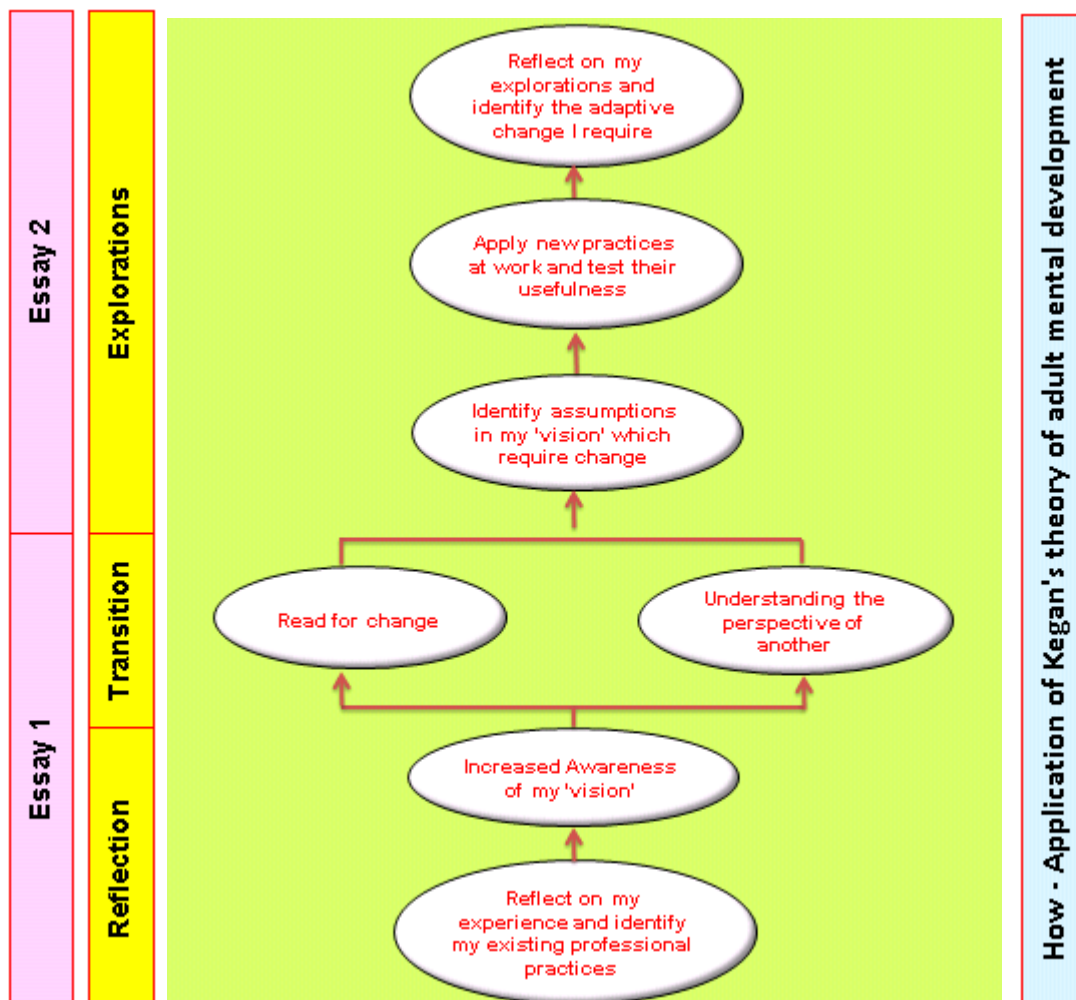 Essay 2
Essay 1
Explorations
Transition
Reflection
Reflect on my
explorations and
identify the adaptive
change I require
Apply new practices
at work and test their
usefulness
Identify assumptions
in my 'vision' which
require change
Read for change
Understanding the
perspective of
another
Increased Awareness
of my 'vision'
Reflect on my
experience and identify
my existing professional
practices
How - Application of Kegan's theory of adult mental development